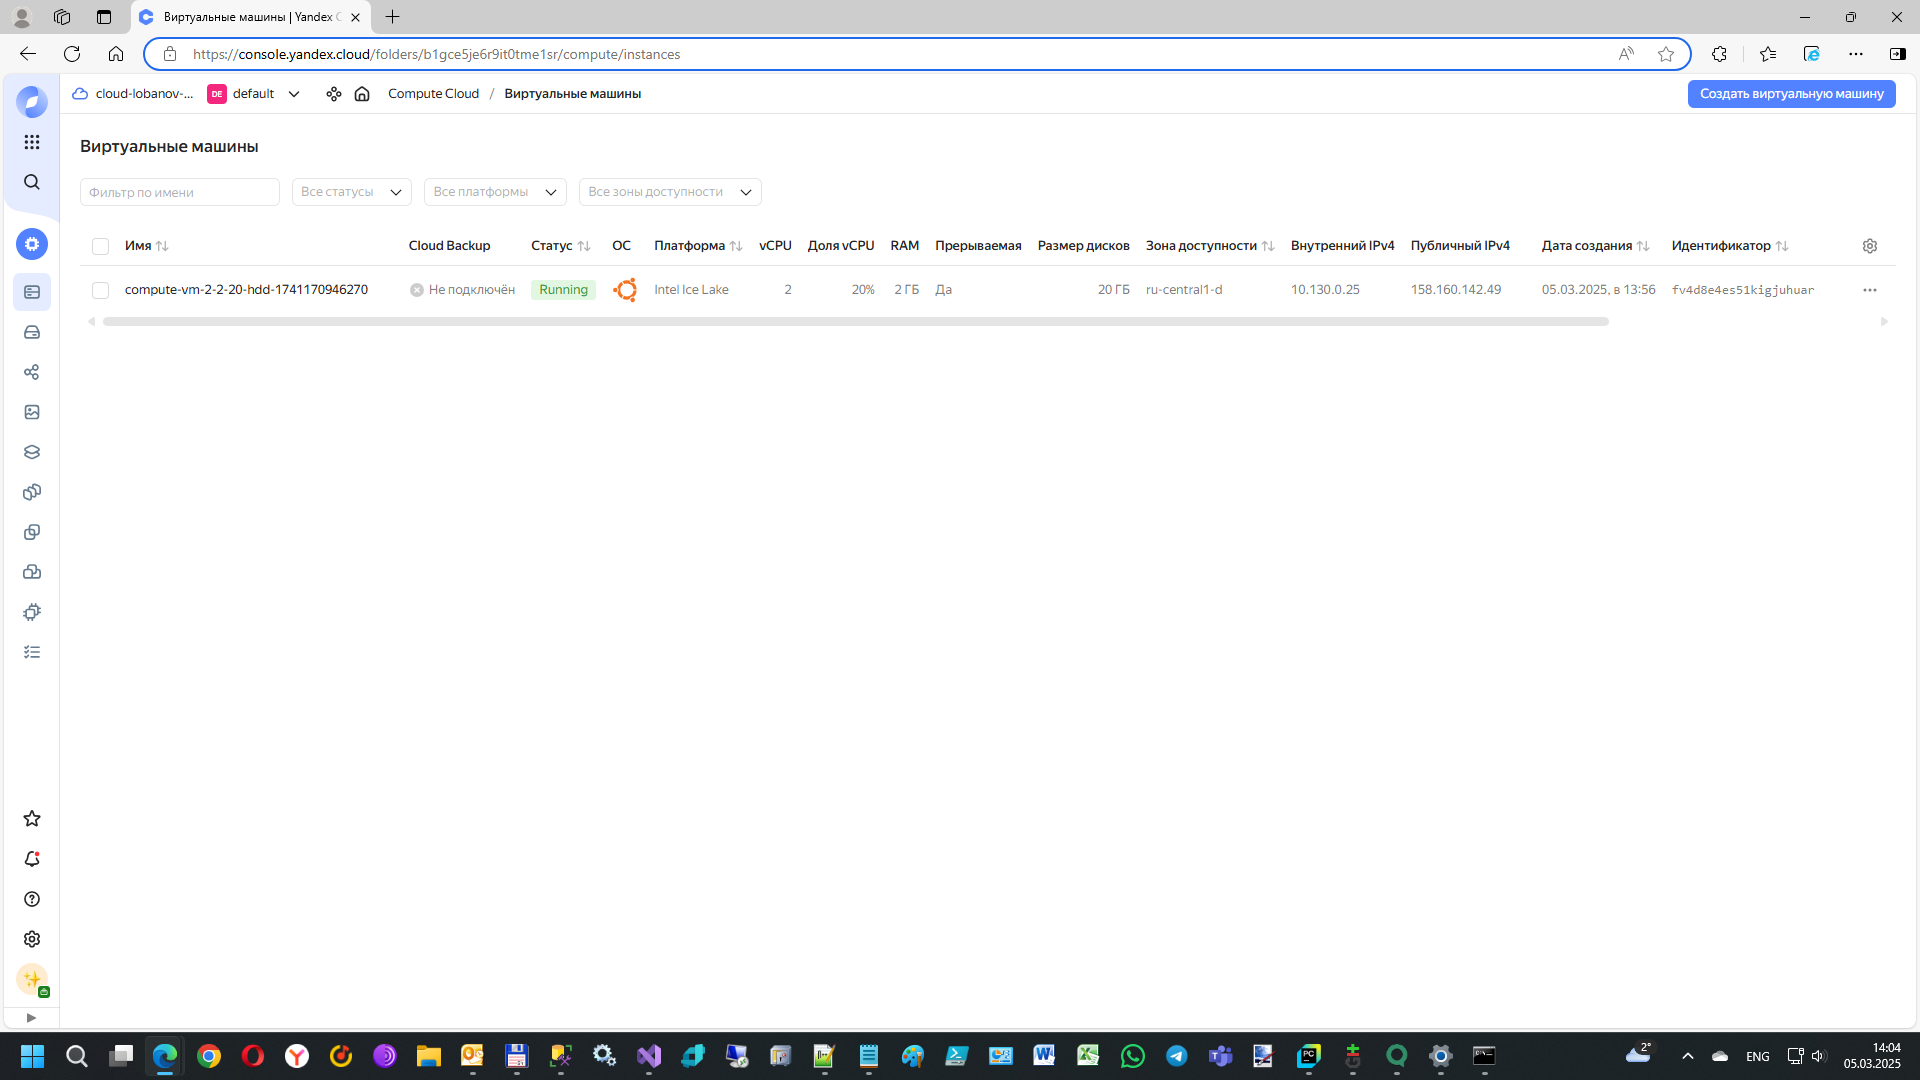 Виртуальные машины | Yandex C
https://console.yandex.cloud/folders/b1gce5je6r9it0tme1sr/compute/instances
cloud-lobanov-... DE default Compute Cloud / Виртуальные машины Создать виртуальную машину
Виртуальные машины
Фильтр по имени Все статусы Все платформы Все зоны доступности
Имя Cloud Backup Статус ОС Платформа vCPU Доля vCPU RAM Прерываемая Размер дисков Зона доступности Внутренний IPv4 Публичный IPv4 Дата создания Идентификатор
compute-vm-2-2-20-hdd-1741170946270 Не подключён Running Intel Ice Lake 2 20% 2 ГБ Да 20 ГБ ru-central1-d 10.130.0.25 158.160.142.49 05.03.2025, в 13:56 fv4d8e4es51kigjuhuar
2° ENG 14:04
05.03.2025